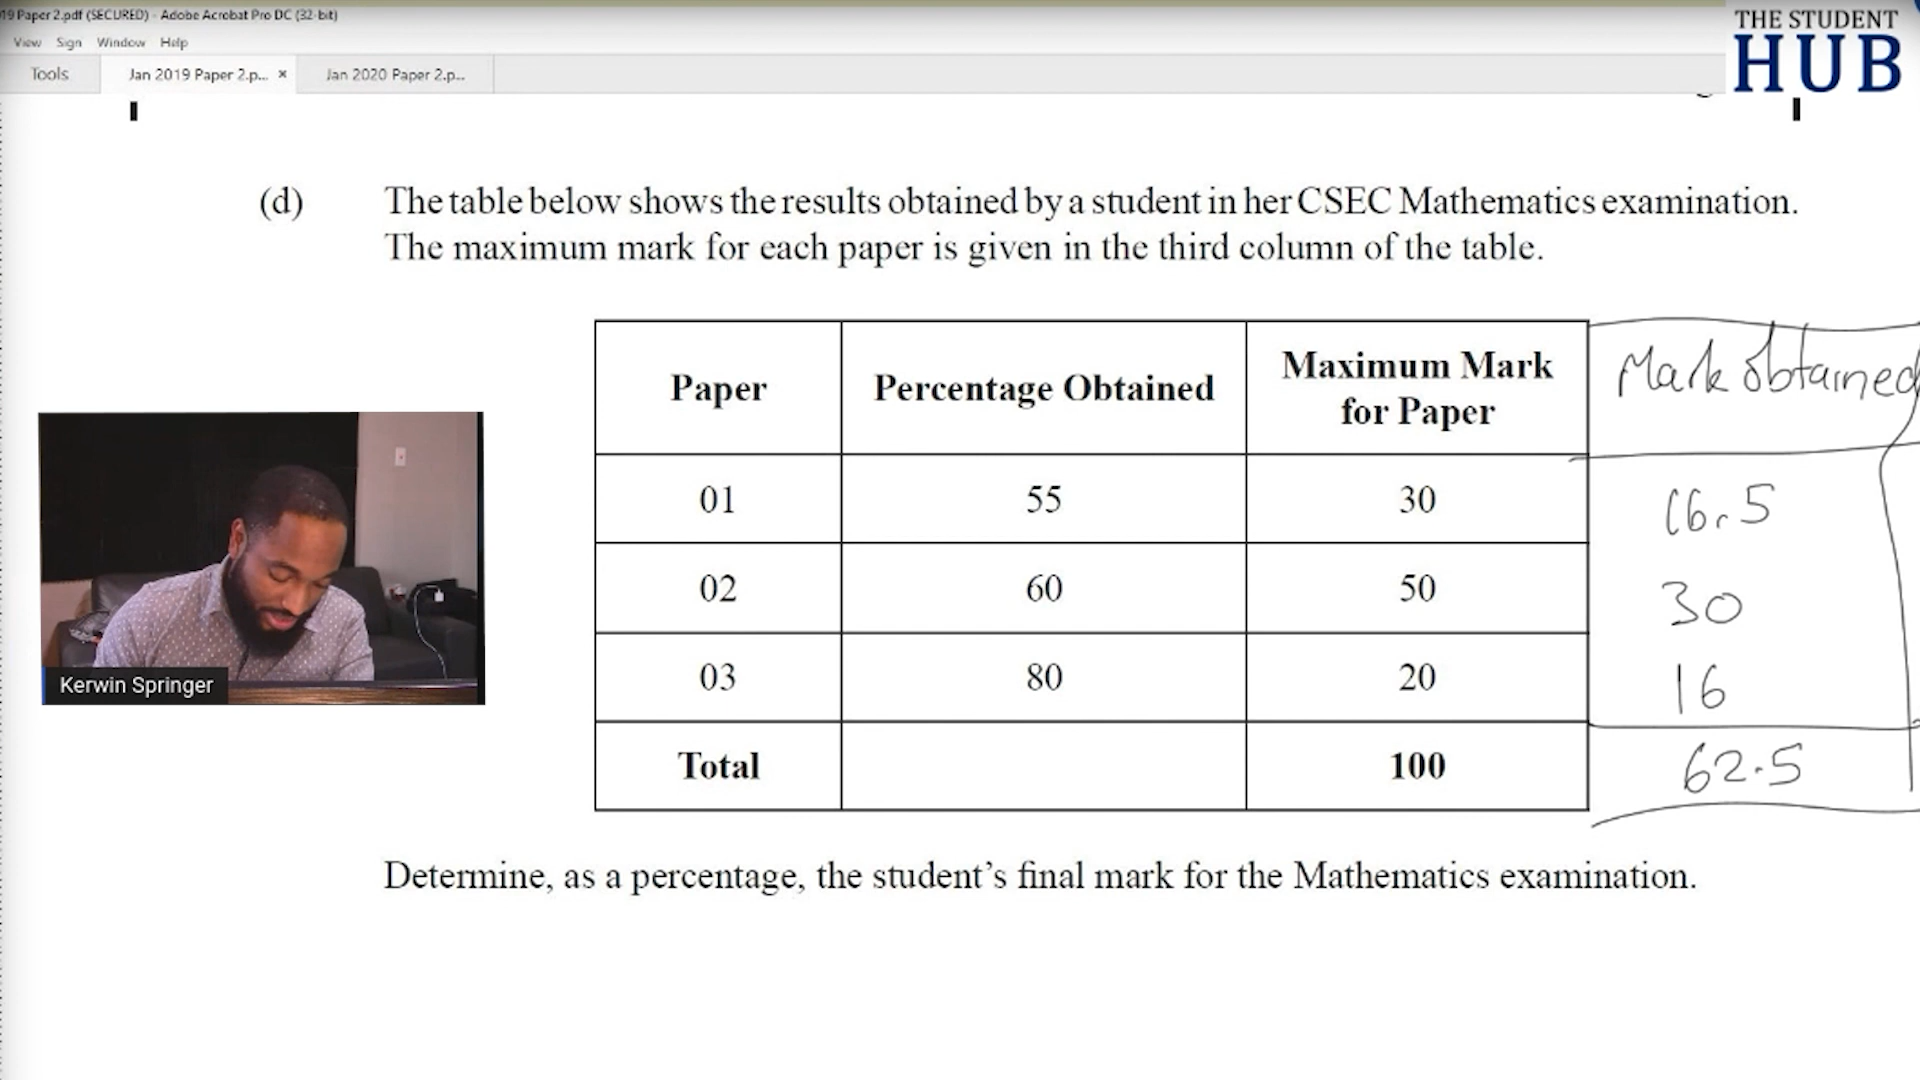 19 Paper 2.pdf (SECURED) - Adobe Acrobat Pro DC (32-bit)
View Sign Window Help
Tools Jan 2019 Paper 2.p... × Jan 2020 Paper 2.p...
THE STUDENT
HUB
(d) The table below shows the results obtained by a student in her CSEC Mathematics examination.
The maximum mark for each paper is given in the third column of the table.
Paper Percentage Obtained Maximum Mark for Paper Mark obtained
01 55 30 16.5
02 60 50 30
03 80 20 16
Total 100 62.5
Kerwin Springer
Determine, as a percentage, the student’s final mark for the Mathematics examination.